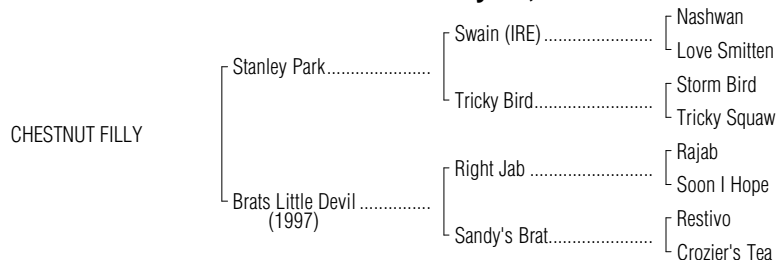 Nashwan
Swain (IRE)
Love Smitten
Stanley Park
Storm Bird
Tricky Bird
Tricky Squaw
CHESTNUT FILLY
Rajab
Right Jab
Soon I Hope
Brats Little Devil
(1997)
Restivo
Sandy's Brat
Crozier's Tea